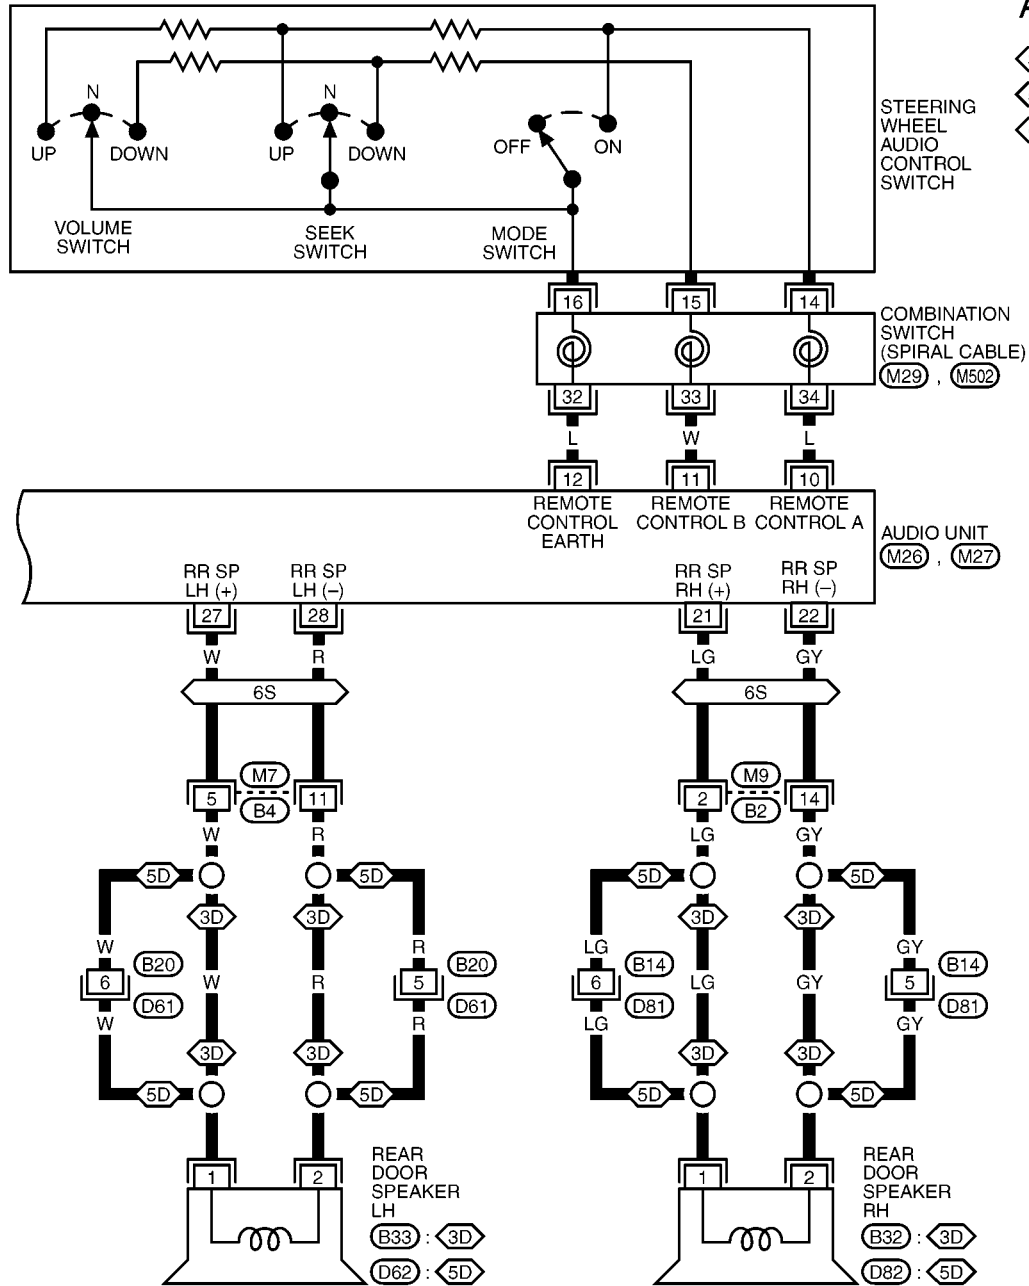 A
N
N
UP
DOWN
UP
DOWN
OFF
ON
VOLUME
SWITCH
SEEK
SWITCH
MODE
SWITCH
STEERING
WHEEL
AUDIO
CONTROL
SWITCH
16
15
14
COMBINATION
SWITCH
(SPIRAL CABLE)
M29 , M502
32
33
34
L
W
L
12
11
10
REMOTE
CONTROL
EARTH
REMOTE
CONTROL B
REMOTE
CONTROL A
AUDIO UNIT
M26 , M27
RR SP
LH (+)
RR SP
LH (–)
RR SP
RH (+)
RR SP
RH (–)
27
28
21
22
W
R
LG
GY
6S
6S
5
M7
B4
11
2
M9
B2
14
W
R
LG
GY
5D
5D
5D
5D
3D
3D
3D
3D
W
6
W
B20
D61
W
R
R
5
R
B20
D61
LG
6
LG
B14
D81
LG
GY
GY
5
GY
B14
D81
3D
3D
3D
3D
5D
5D
5D
5D
1
2
REAR
DOOR
SPEAKER
LH
B33 : 3D
D62 : 5D
1
2
REAR
DOOR
SPEAKER
RH
B32 : 3D
D82 : 5D